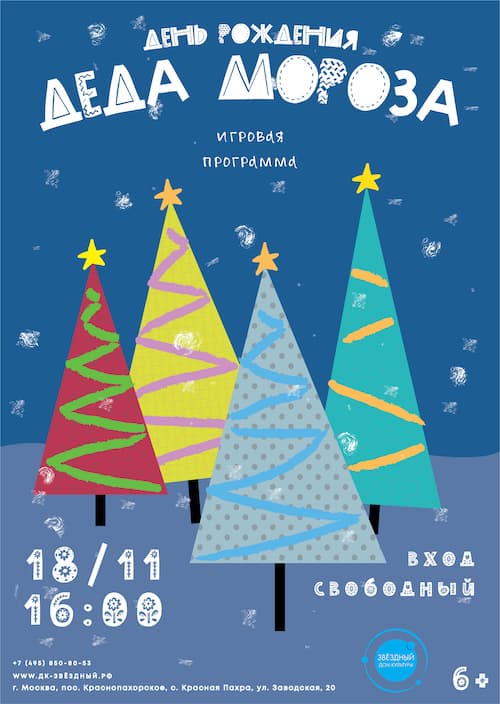 ДЕНЬ РОЖДЕНИЯ
ДЕДА МОРОЗА
ИГРОВАЯ
ПРОГРАММА
18/11
16:00
ВХОД
СВОБОДНЫЙ
+7 (495) 850-80-53
WWW.ДК-ЗВЁЗДНЫЙ.РФ
г. Москва, пос. Краснопахорское, с. Красная Пахра, ул. Заводская, 20
ЗВЁЗДНЫЙ
ДОМ КУЛЬТУРЫ
6+